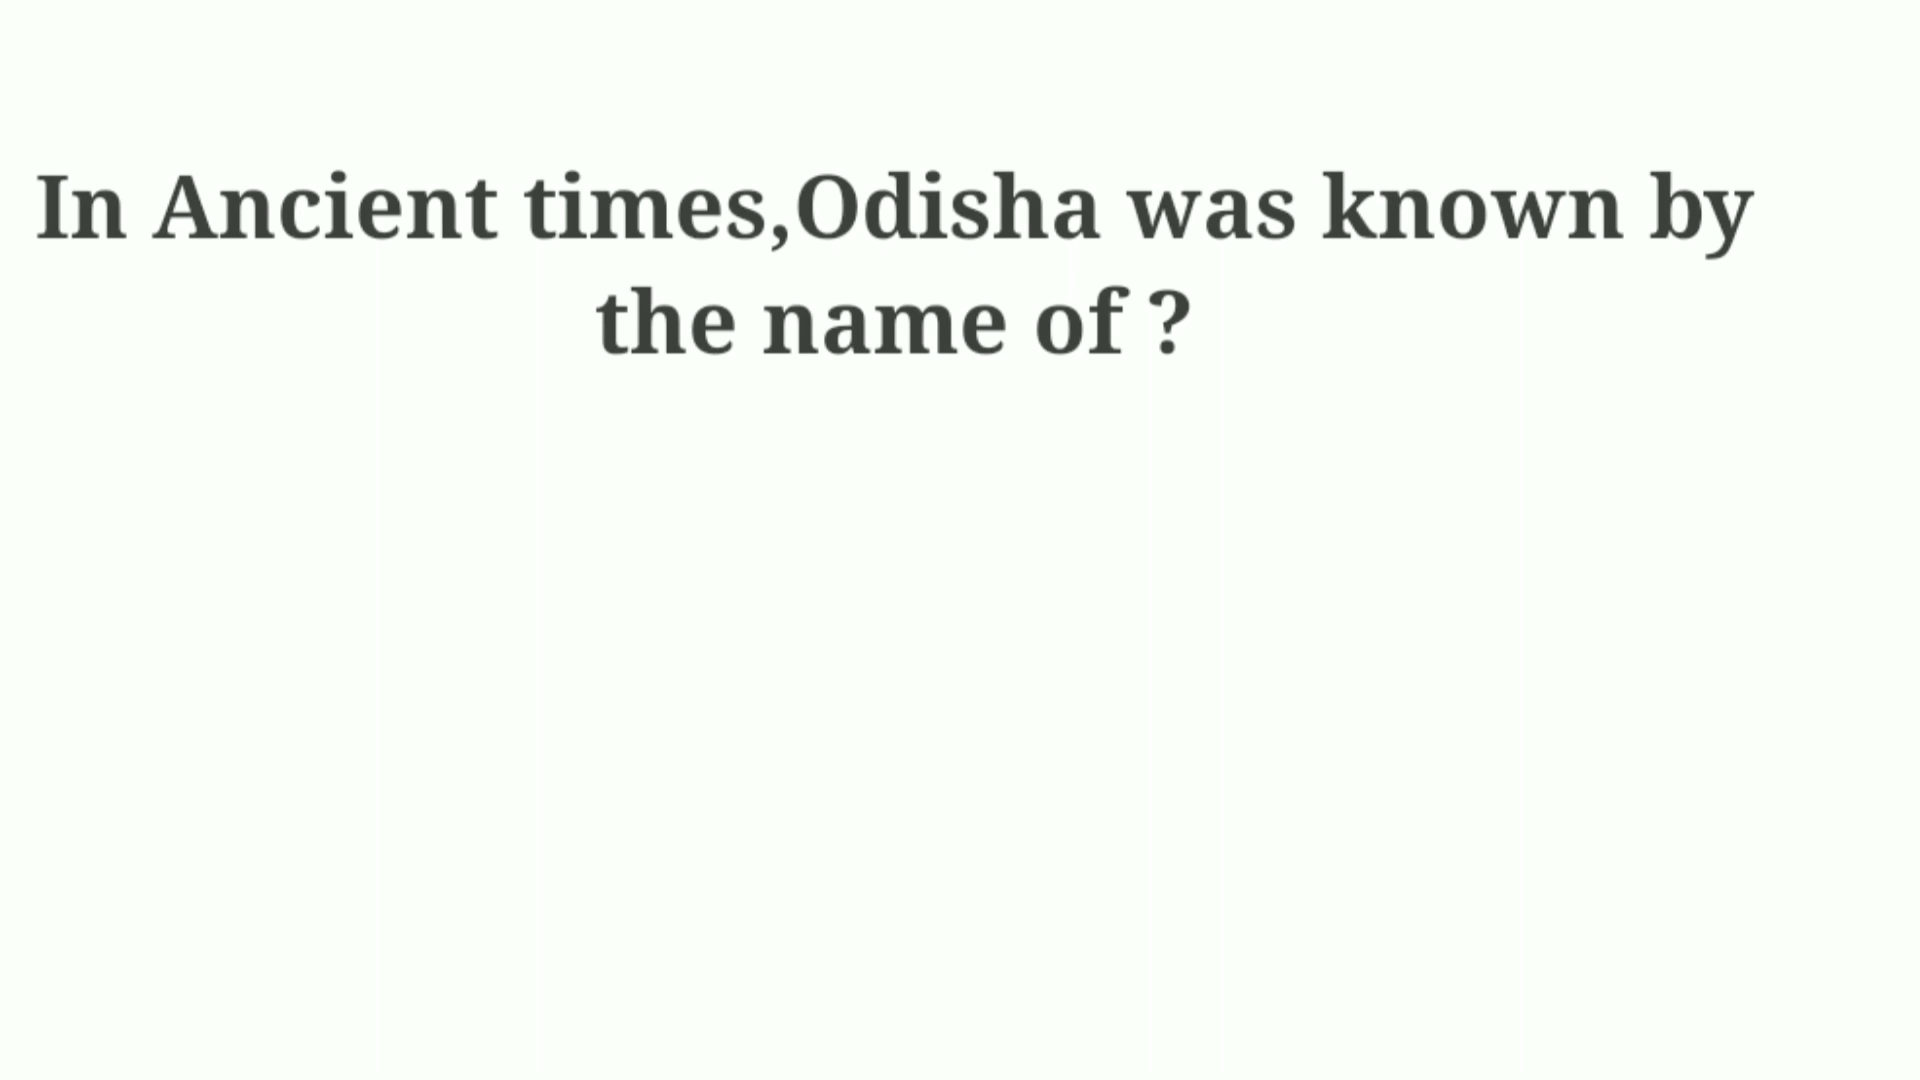 In Ancient times,Odisha was known by
the name of ?